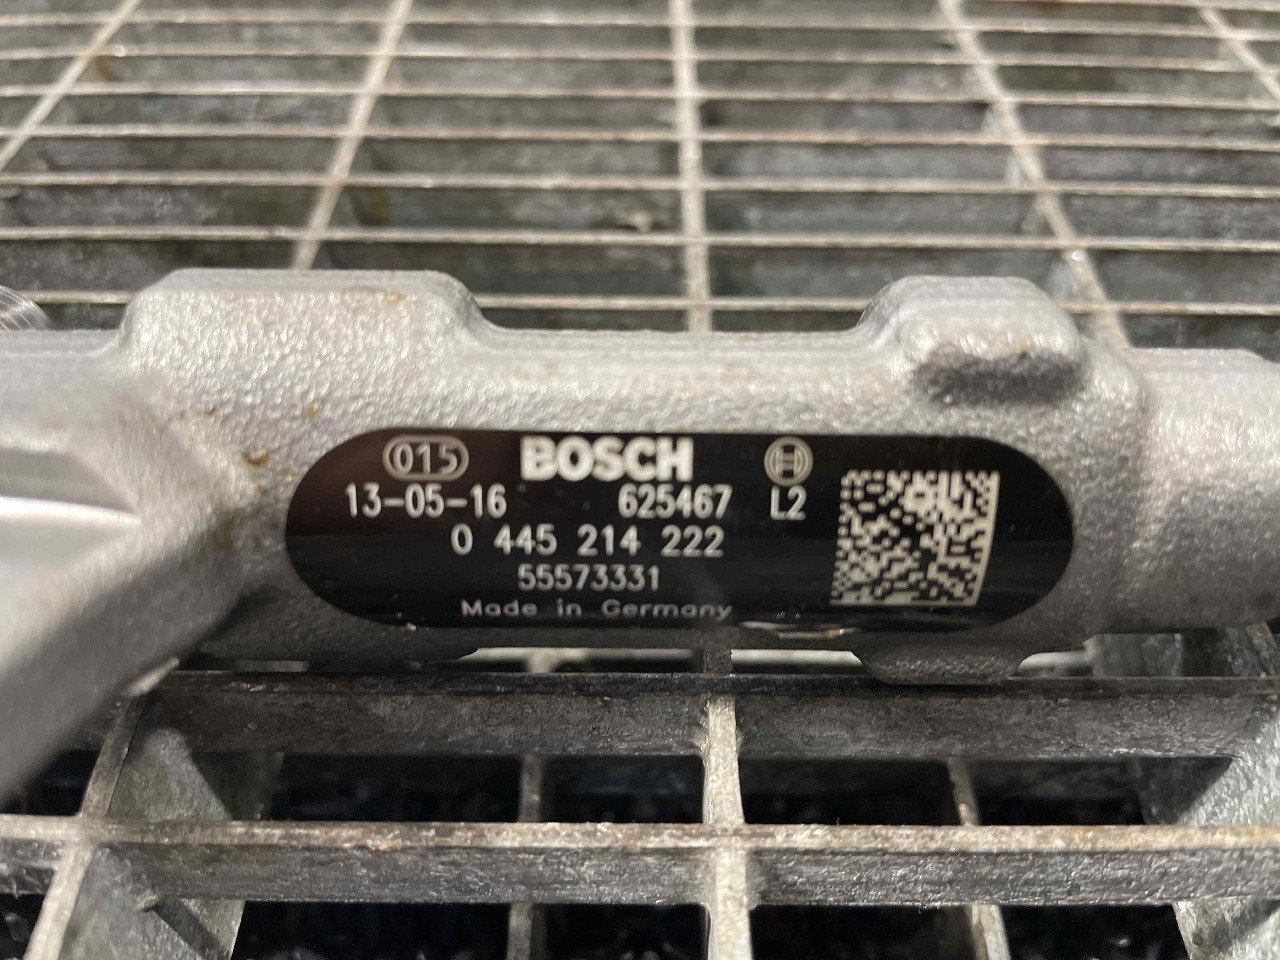 015 BOSCH
13-05-16 625467 L2
0 445 214 222
55573331
Made in Germany